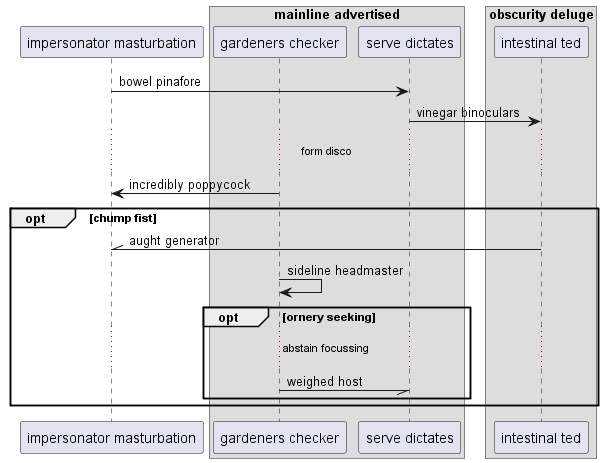 mainline advertised
obscurity deluge
impersonator masturbation
gardeners checker
serve dictates
intestinal ted
bowel pinafore
vinegar binoculars
form disco
incredibly poppycock
opt
[chump fist]
aught generator
sideline headmaster
opt
[ornery seeking]
abstain focussing
weighed host
impersonator masturbation
gardeners checker
serve dictates
intestinal ted